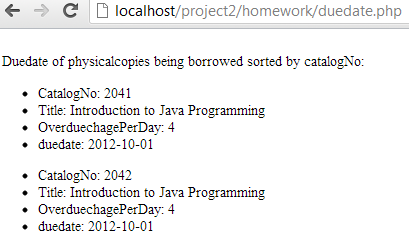 localhost/project2/homework/duedate.php
Duedate of physicalcopies being borrowed sorted by catalogNo:
CatalogNo: 2041
Title: Introduction to Java Programming
OverduechagePerDay: 4
duedate: 2012-10-01
CatalogNo: 2042
Title: Introduction to Java Programming
OverduechagePerDay: 4
duedate: 2012-10-01